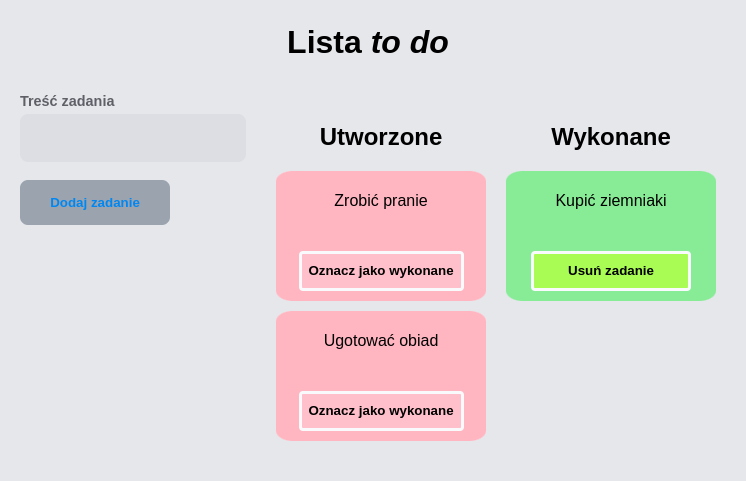 Lista to do
Treść zadania
Dodaj zadanie
Utworzone
Zrobić pranie
Oznacz jako wykonane
Ugotować obiad
Oznacz jako wykonane
Wykonane
Kupić ziemniaki
Usuń zadanie